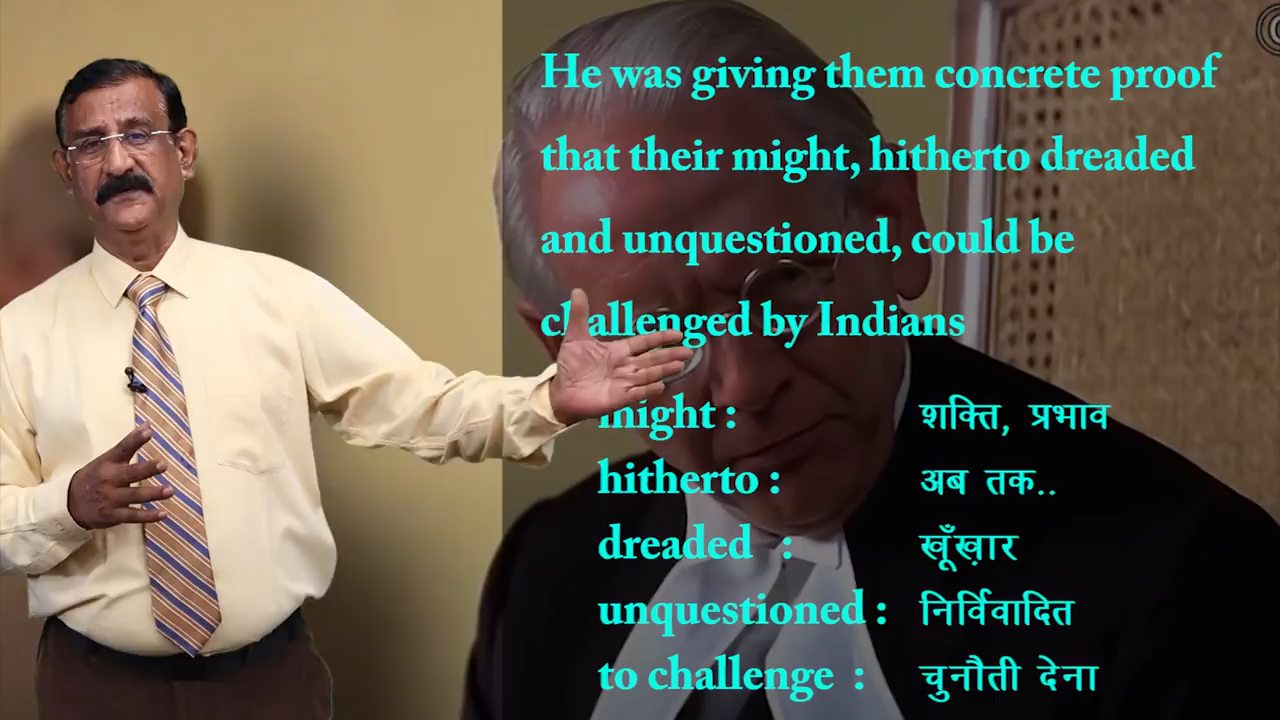 He was giving them concrete proof
that their might, hitherto dreaded
and unquestioned, could be
challenged by Indians
might : शक्ति, प्रभाव
hitherto : अब तक..
dreaded : खूँख़ार
unquestioned : निर्विवादित
to challenge : चुनौती देना